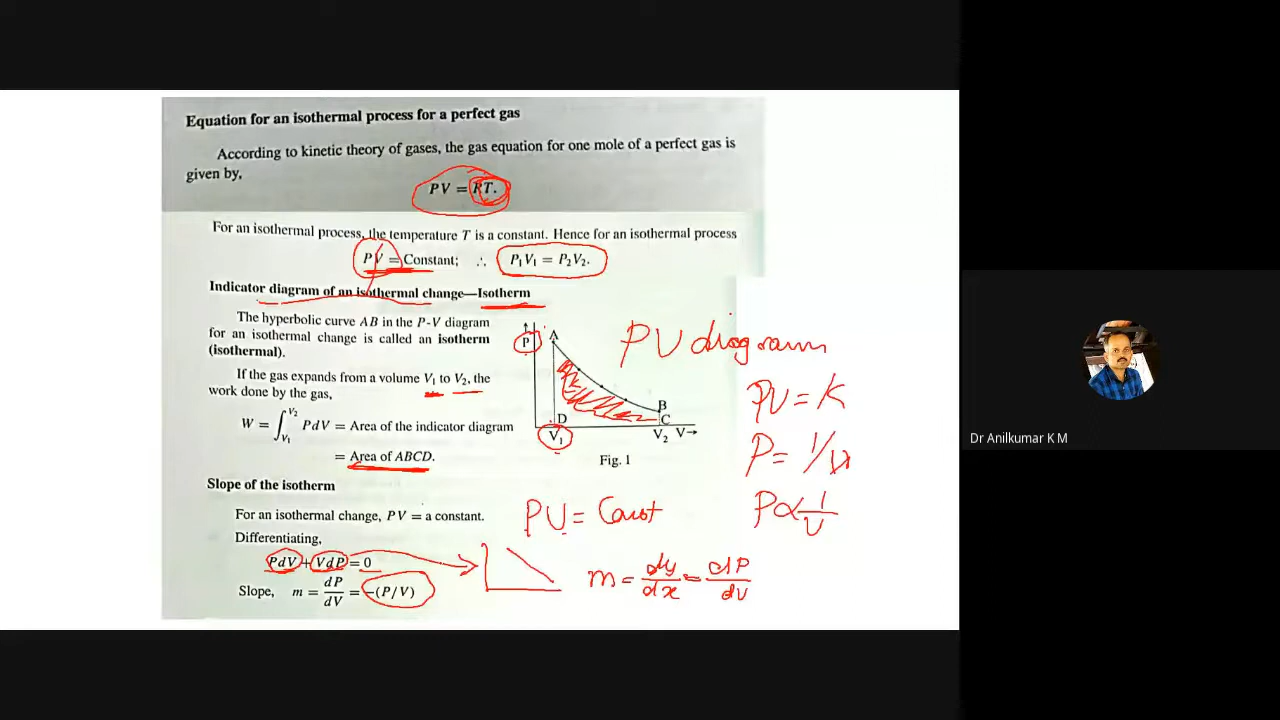 Equation for an isothermal process for a perfect gas
According to kinetic theory of gases, the gas equation for one mole of a perfect gas is
given by,
PV = RT.
For an isothermal process, the temperature T is a constant. Hence for an isothermal process
PV = Constant; ∴ P₁V₁ = P₂V₂.
Indicator diagram of an isothermal change—Isotherm
The hyperbolic curve AB in the P-V diagram
for an isothermal change is called an isotherm
(isothermal).
If the gas expands from a volume V₁ to V₂, the
work done by the gas,
W = ∫_{V₁}^{V₂} PdV = Area of the indicator diagram
= Area of ABCD.
P
A
B
D
C
V₁
V₂ V→
Fig. 1
PV diagram
PV = K
P = 1/V
P ∝ 1/V
Slope of the isotherm
For an isothermal change, PV = a constant.
Differentiating,
PdV + VdP = 0
Slope, m = dP/dV = −(P/V)
PV = Const
m = dy/dx = dP/dV
Dr Anilkumar K M